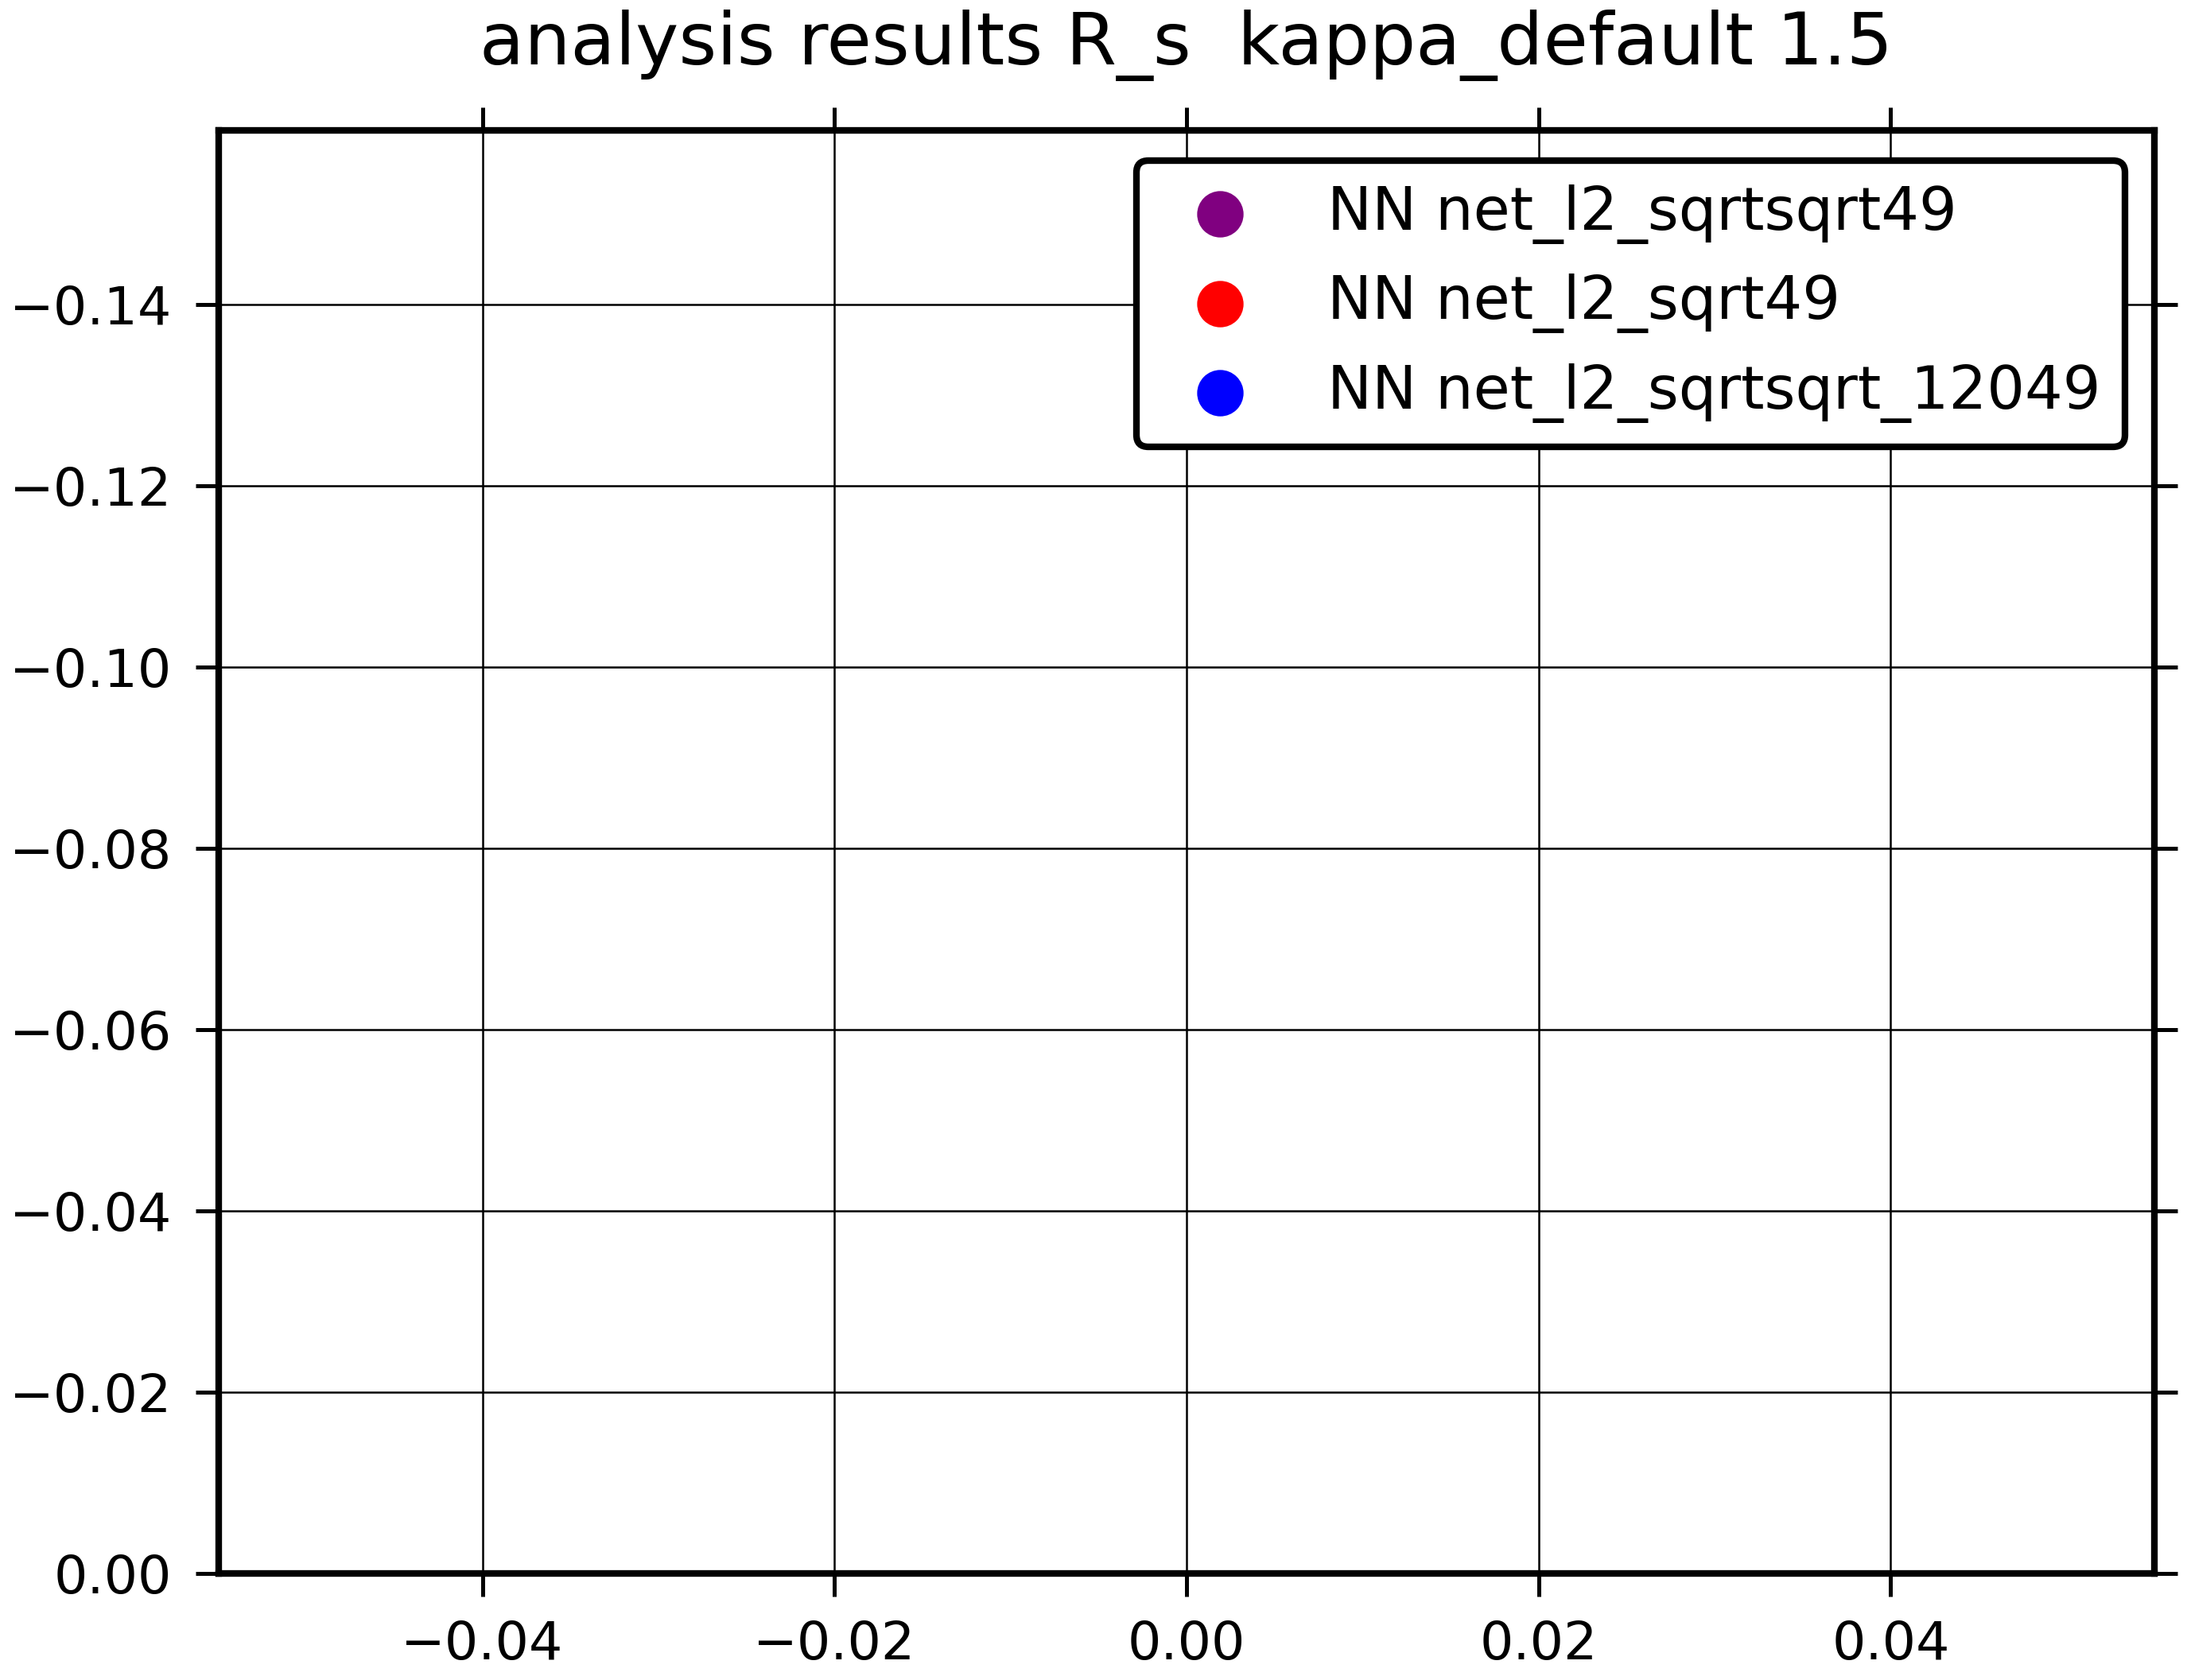 analysis results R_s  kappa_default 1.5
NN net_l2_sqrtsqrt49
NN net_l2_sqrt49
NN net_l2_sqrtsqrt_12049
−0.14
−0.12
−0.10
−0.08
−0.06
−0.04
−0.02
0.00
−0.04 −0.02 0.00 0.02 0.04